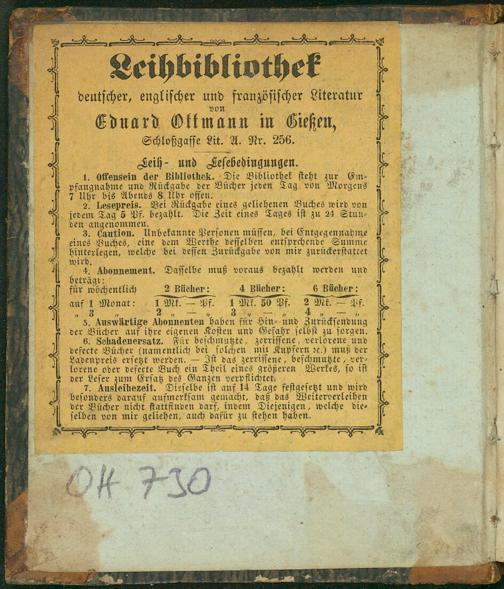 Leihbibliothek
deutscher, englischer und französischer Literatur
von
Eduard Ottmann in Gießen,
Schloßgasse Lit. A. Nr. 256.
Leih- und Lesebedingungen.
1. Offensein der Bibliothek. Die Bibliothek steht zur Em-
pfangnahme und Rückgabe der Bücher jeden Tag von Morgens
7 Uhr bis Abends 8 Uhr offen.
2. Lesepreis. Bei Rückgabe eines geliehenen Buches wird von
jedem Tag 5 Pf. bezahlt. Die Zeit eines Tages ist zu 24 Stun-
den angenommen.
3. Caution. Unbekannte Personen müssen, bei Entgegennahme
eines Buches, eine dem Werthe desselben entsprchende Summe
hinterlegen, welche bei dessen Zurückgabe von mir zurückerstattet
wird.
4. Abonnement. Dasselbe muß voraus bezahlt werden und
beträgt:
für wöchentlich 2 Bücher: 4 Bücher: 6 Bücher:
auf 1 Monat: 1 Mk. — Pf. 1 Mk. 50 Pf. 2 Mk. — Pf.
„ 3 „ 2 „ — „ 3 „ — „ 4 „ — „
5. Auswärtige Abonnenten haben für Hin- und Zurücksendung
der Bücher auf ihre eigenen Kosten und Gefahr selbst zu sorgen.
6. Schadenersatz. Für beschmutzte, zerrissene, verlorene und
defecte Bücher (namentlich bei solchen mit Kupfern ꝛc.) muß der
Ladenpreis ersetzt werden. — Ist das zerrissene, beschmutzte, ver-
lorene oder defecte Buch ein Theil eines größeren Werkes, so ist
der Leser zum Ersatz des Ganzen verpflichtet.
7. Ausleihezeit. Dieselbe ist auf 14 Tage festgesetzt und wird
besonders darauf aufmerksam gemacht, daß das Weiterverleihen
der Bücher nicht stattfinden darf, indem Diejenigen, welche die-
selben von mir geliehen, auch dafür zu stehen haben.
OH 730